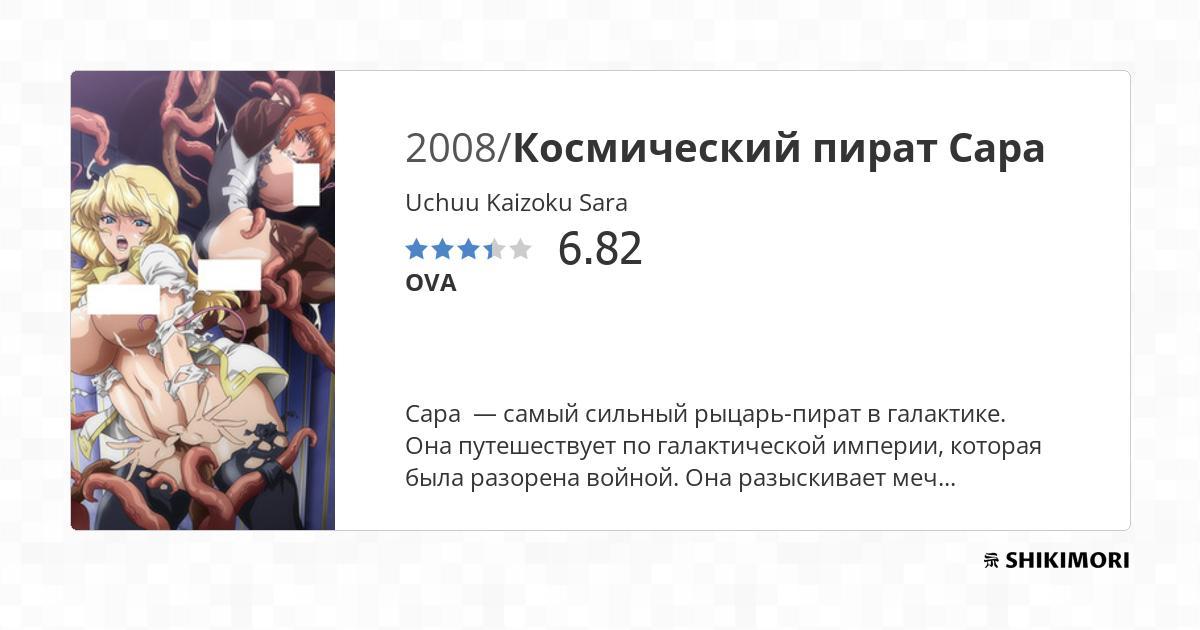 2008/Космический пират Сара
Uchuu Kaizoku Sara
6.82
OVA
Сара — самый сильный рыцарь-пират в галактике.
Она путешествует по галактической империи, которая
была разорена войной. Она разыскивает меч...
SHIKIMORI